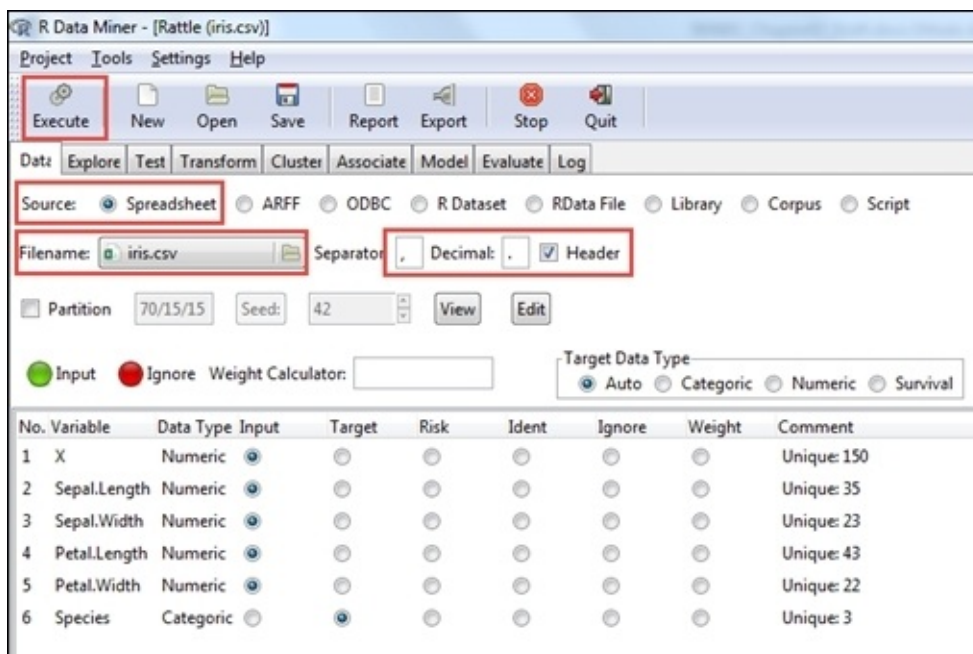 R Data Miner - [Rattle (iris.csv)]
Project Tools Settings Help
Execute New Open Save Report Export Stop Quit
Data Explore Test Transform Cluster Associate Model Evaluate Log
Source: Spreadsheet ARFF ODBC R Dataset RData File Library Corpus Script
Filename: iris.csv Separator , Decimal: . Header
Partition 70/15/15 Seed: 42 View Edit
Target Data Type
Input Ignore Weight Calculator: Auto Categoric Numeric Survival
No. Variable Data Type Input Target Risk Ident Ignore Weight Comment
1 X Numeric Unique: 150
2 Sepal.Length Numeric Unique: 35
3 Sepal.Width Numeric Unique: 23
4 Petal.Length Numeric Unique: 43
5 Petal.Width Numeric Unique: 22
6 Species Categoric Unique: 3